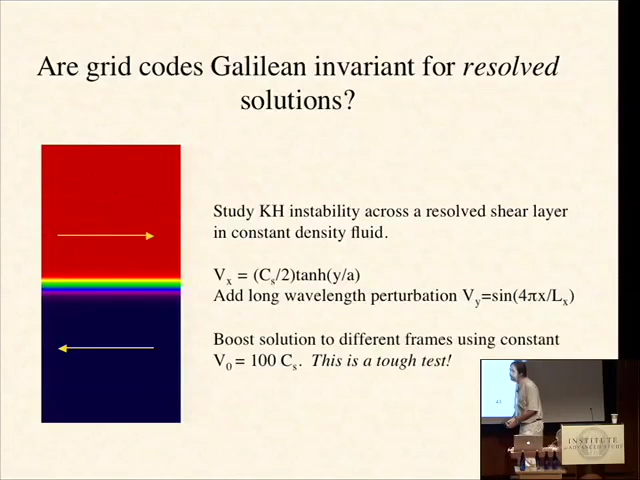 Are grid codes Galilean invariant for resolved
solutions?
Study KH instability across a resolved shear layer
in constant density fluid.
Vx = (Cs/2)tanh(y/a)
Add long wavelength perturbation Vy=sin(4πx/Lx)
Boost solution to different frames using constant
V0 = 100 Cs. This is a tough test!
INSTITUTE
ADVANCED STUDY